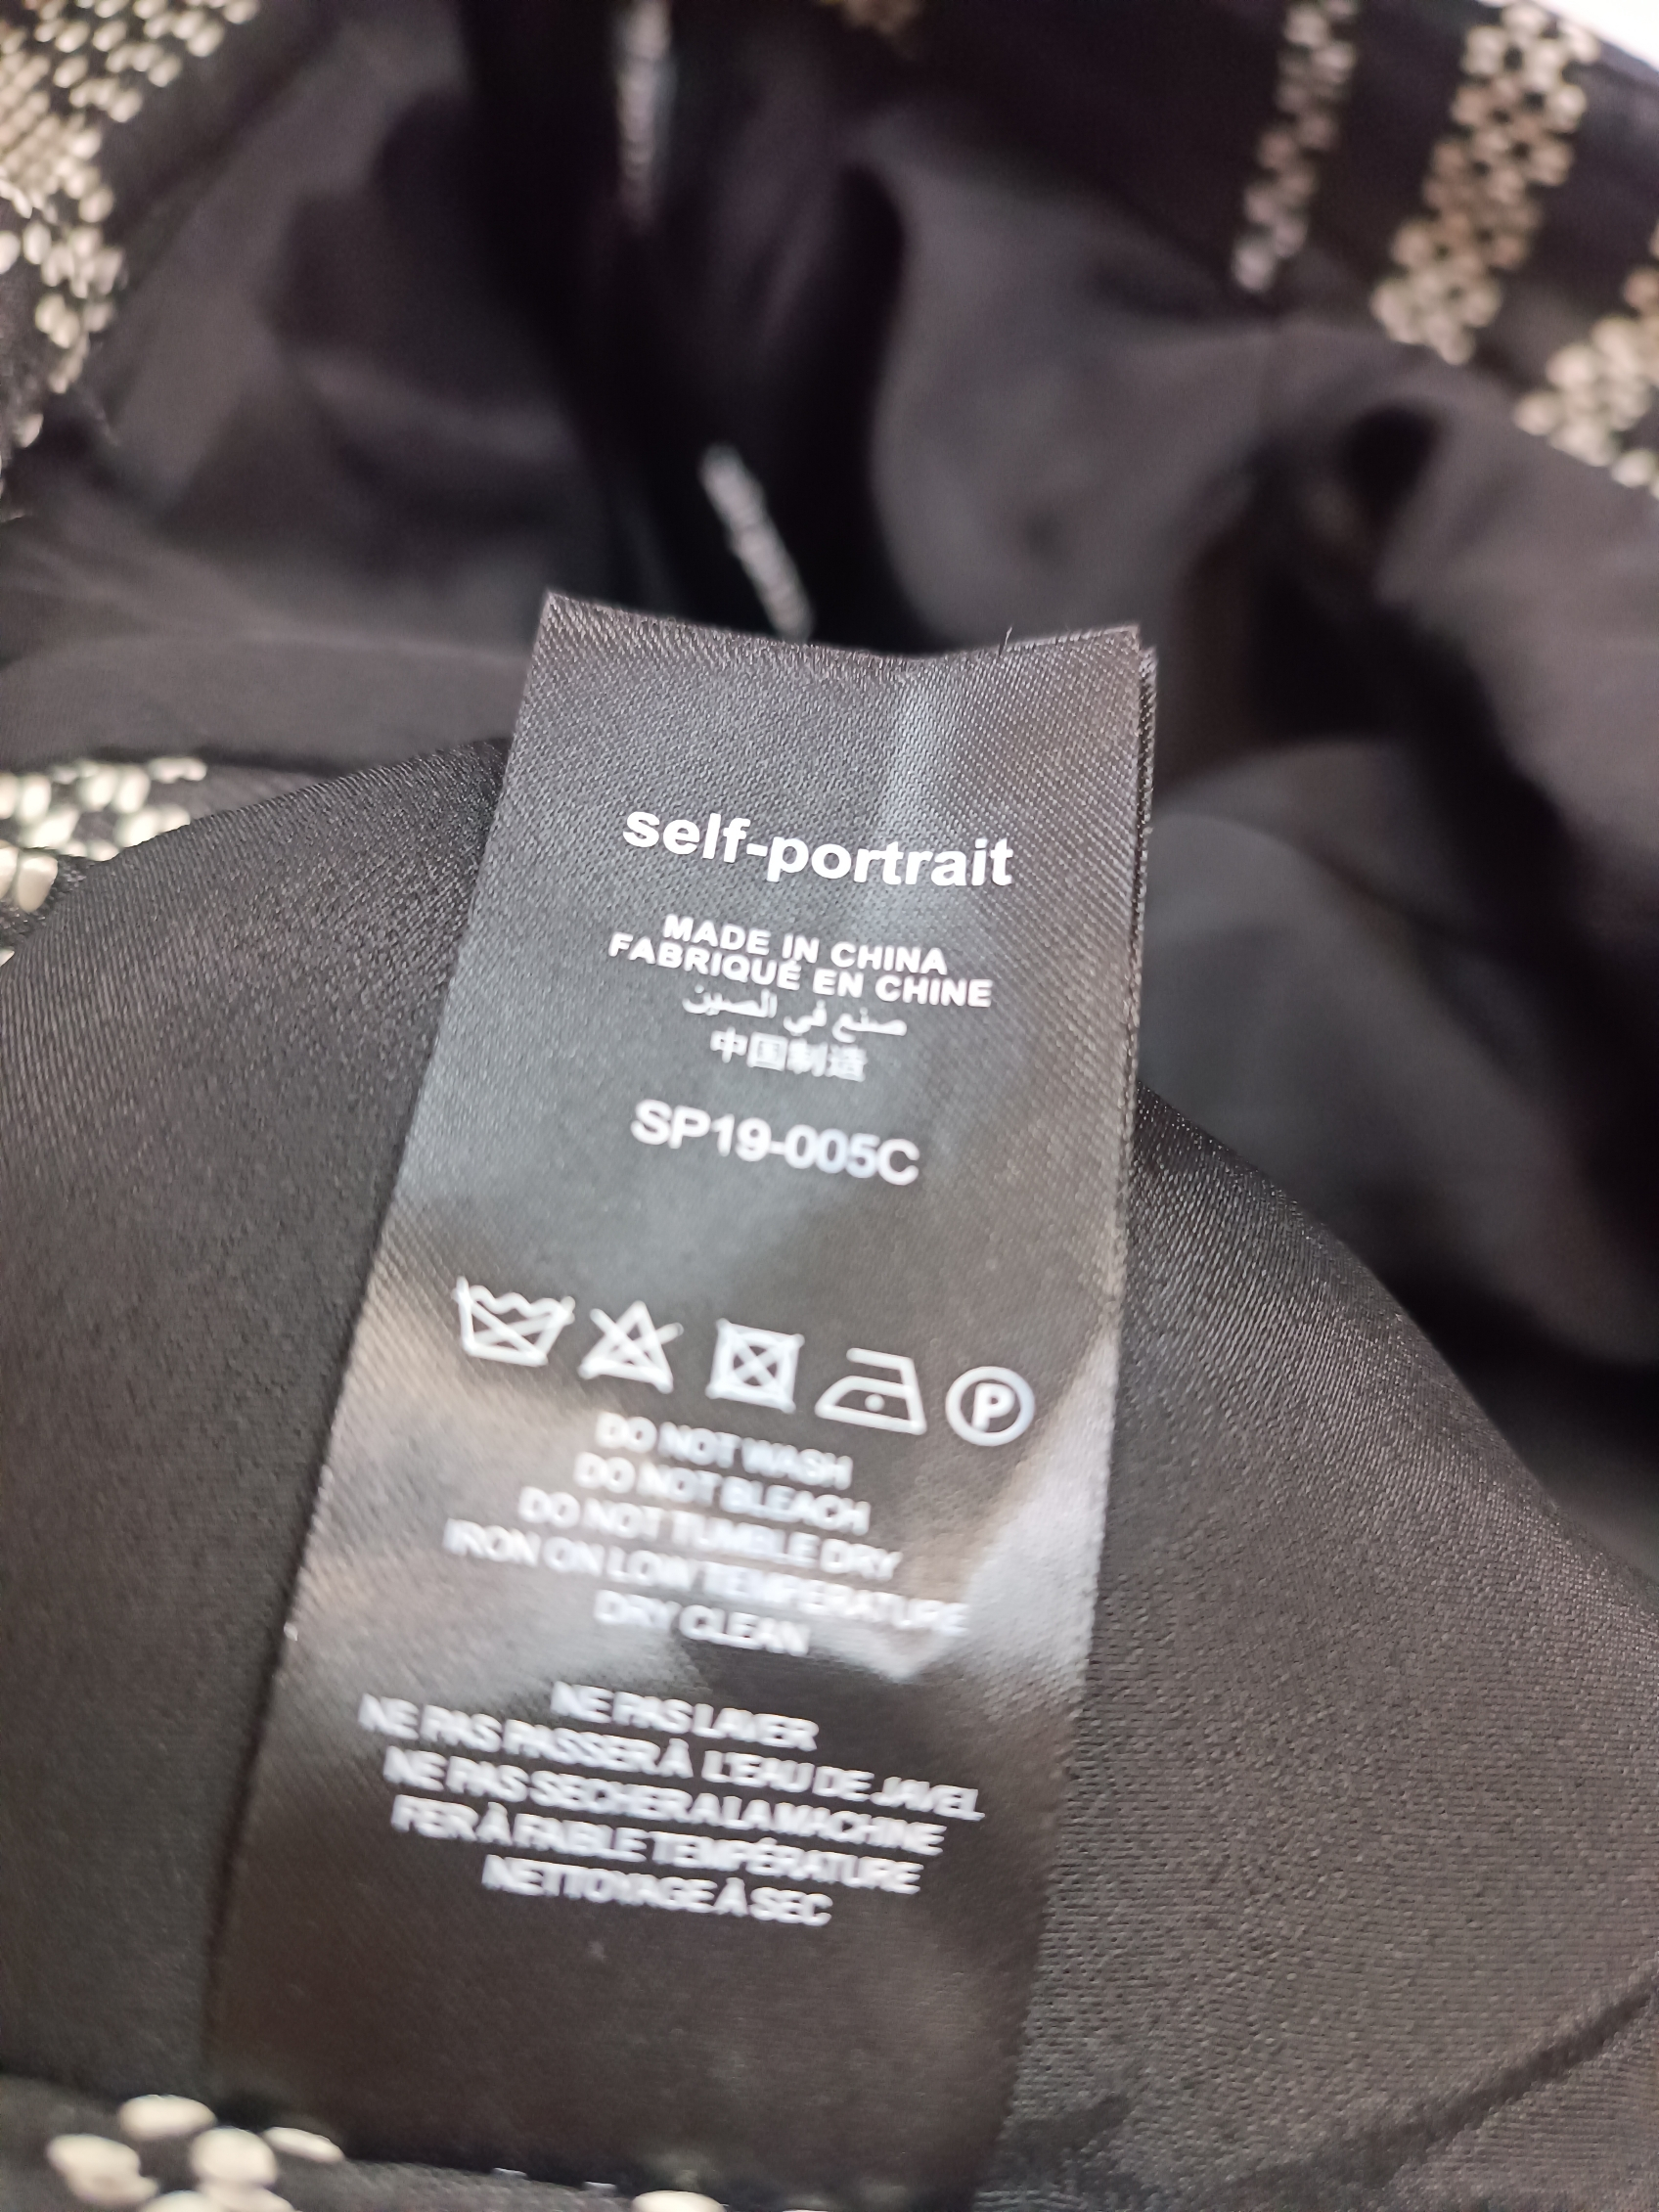 self-portrait
MADE IN CHINA
FABRIQUÉ EN CHINE
صنع في الصين
中国制造
SP19-005C
P
DO NOT WASH
DO NOT BLEACH
DO NOT TUMBLE DRY
IRON ON LOW TEMPERATURE
DRY CLEAN
NE PAS LAVER
NE PAS PASSER À L'EAU DE JAVEL
NE PAS SECHER A LA MACHINE
FER À FAIBLE TEMPÉRATURE
NETTOYAGE À SEC